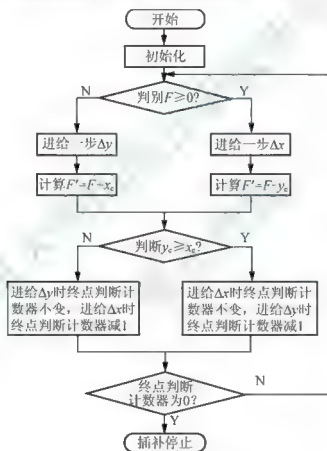 开始
初始化
判别F≥0?
N
Y
进给一步Δy
进给一步Δx
计算F'=F+xₑ
计算F'=F-yₑ
判断yₑ≥xₑ?
N
Y
进给Δy时终点判断计
数器不变，进给Δx时
终点判断计数器减1
进给Δx时终点判断计
数器不变，进给Δy时
终点判断计数器减1
终点判断
计数器为0?
N
Y
插补停止